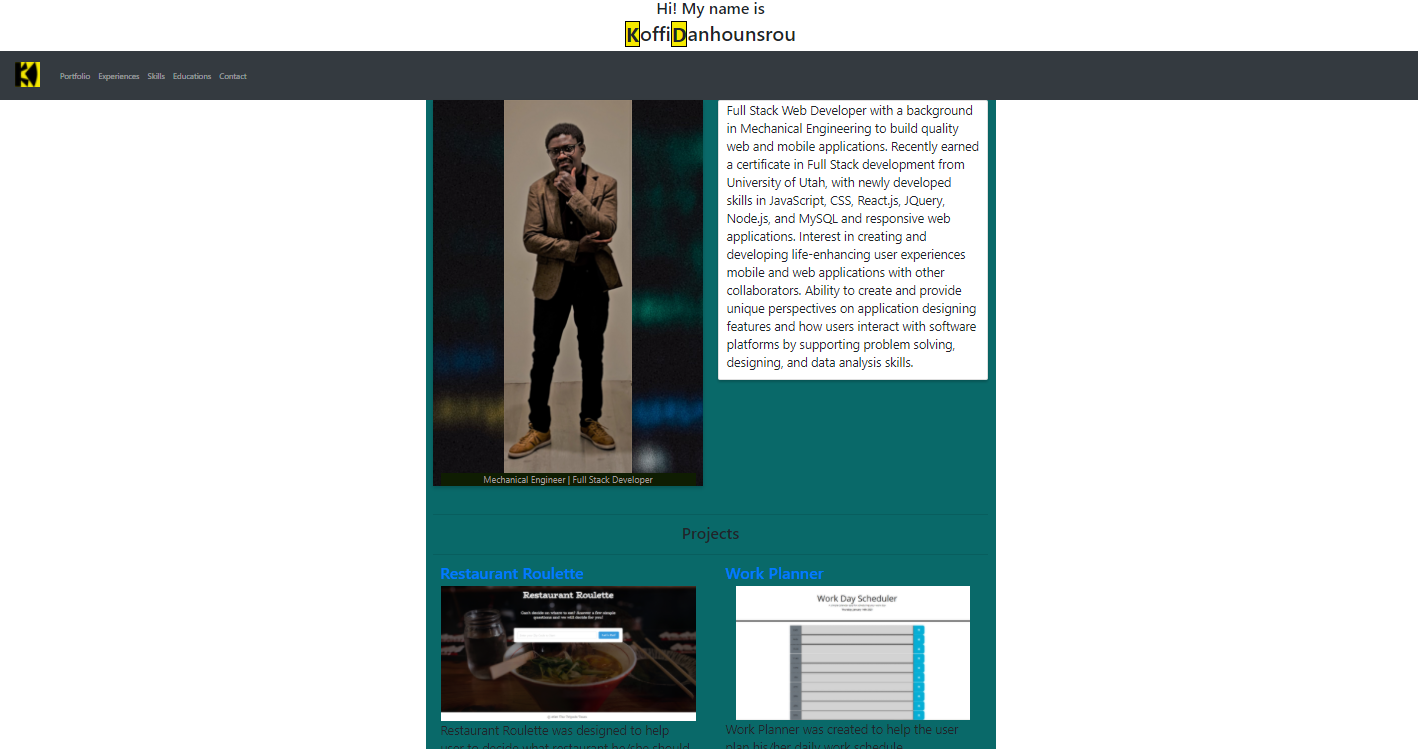 Hi! My name is
KoffiDanhounsrou
Portfolio Experiences Skills Educations Contact
Full Stack Web Developer with a background
in Mechanical Engineering to build quality
web and mobile applications. Recently earned
a certificate in Full Stack development from
University of Utah, with newly developed
skills in JavaScript, CSS, React.js, JQuery,
Node.js, and MySQL and responsive web
applications. Interest in creating and
developing life-enhancing user experiences
mobile and web applications with other
collaborators. Ability to create and provide
unique perspectives on application designing
features and how users interact with software
platforms by supporting problem solving,
designing, and data analysis skills.
Mechanical Engineer | Full Stack Developer
Projects
Restaurant Roulette
Restaurant Roulette
Can't decide on where to eat? Answer a few simple
questions and we will decide for you!
Restaurant Roulette was designed to help
user to decide what restaurant he/she should
Work Planner
Work Day Scheduler
Work Planner was created to help the user
plan his/her daily work schedule